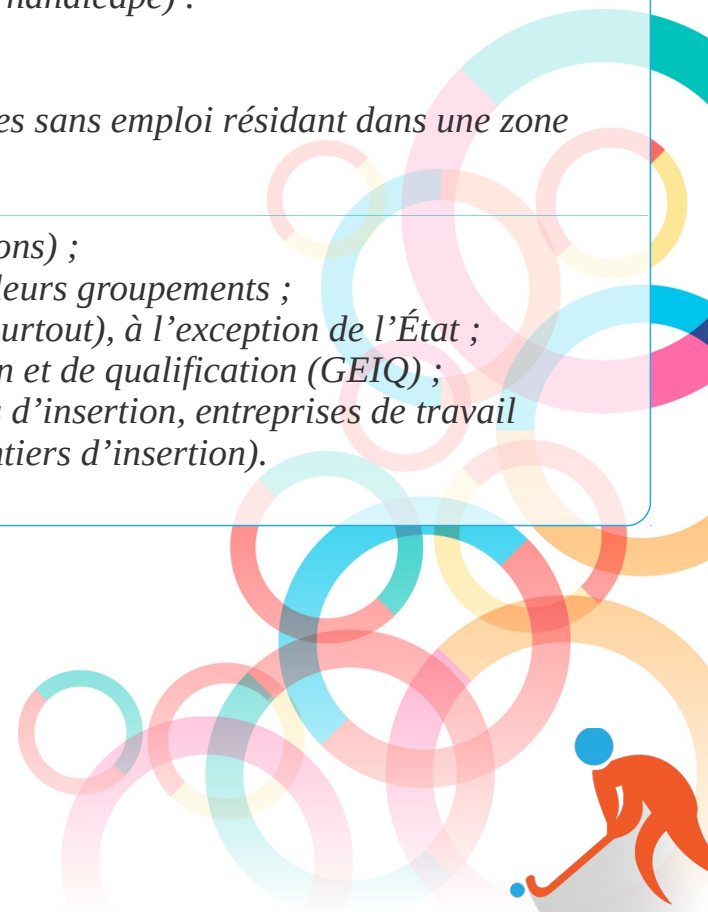 handicapé) :
es sans emploi résidant dans une zone
ons) ;
leurs groupements ;
urtout), à l’exception de l’État ;
n et de qualification (GEIQ) ;
s d’insertion, entreprises de travail
ntiers d’insertion).